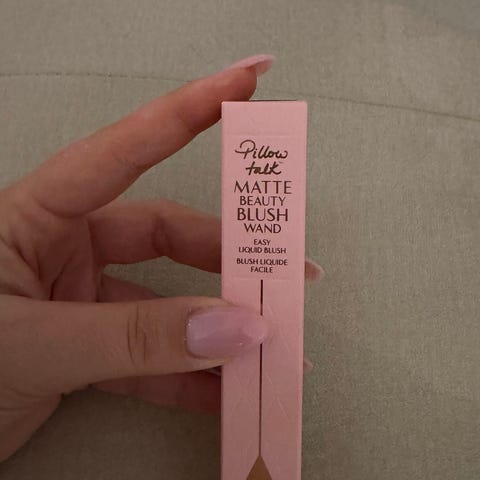 Pillow
talk
MATTE
BEAUTY
BLUSH
WAND
EASY
LIQUID BLUSH
BLUSH LIQUIDE
FACILE